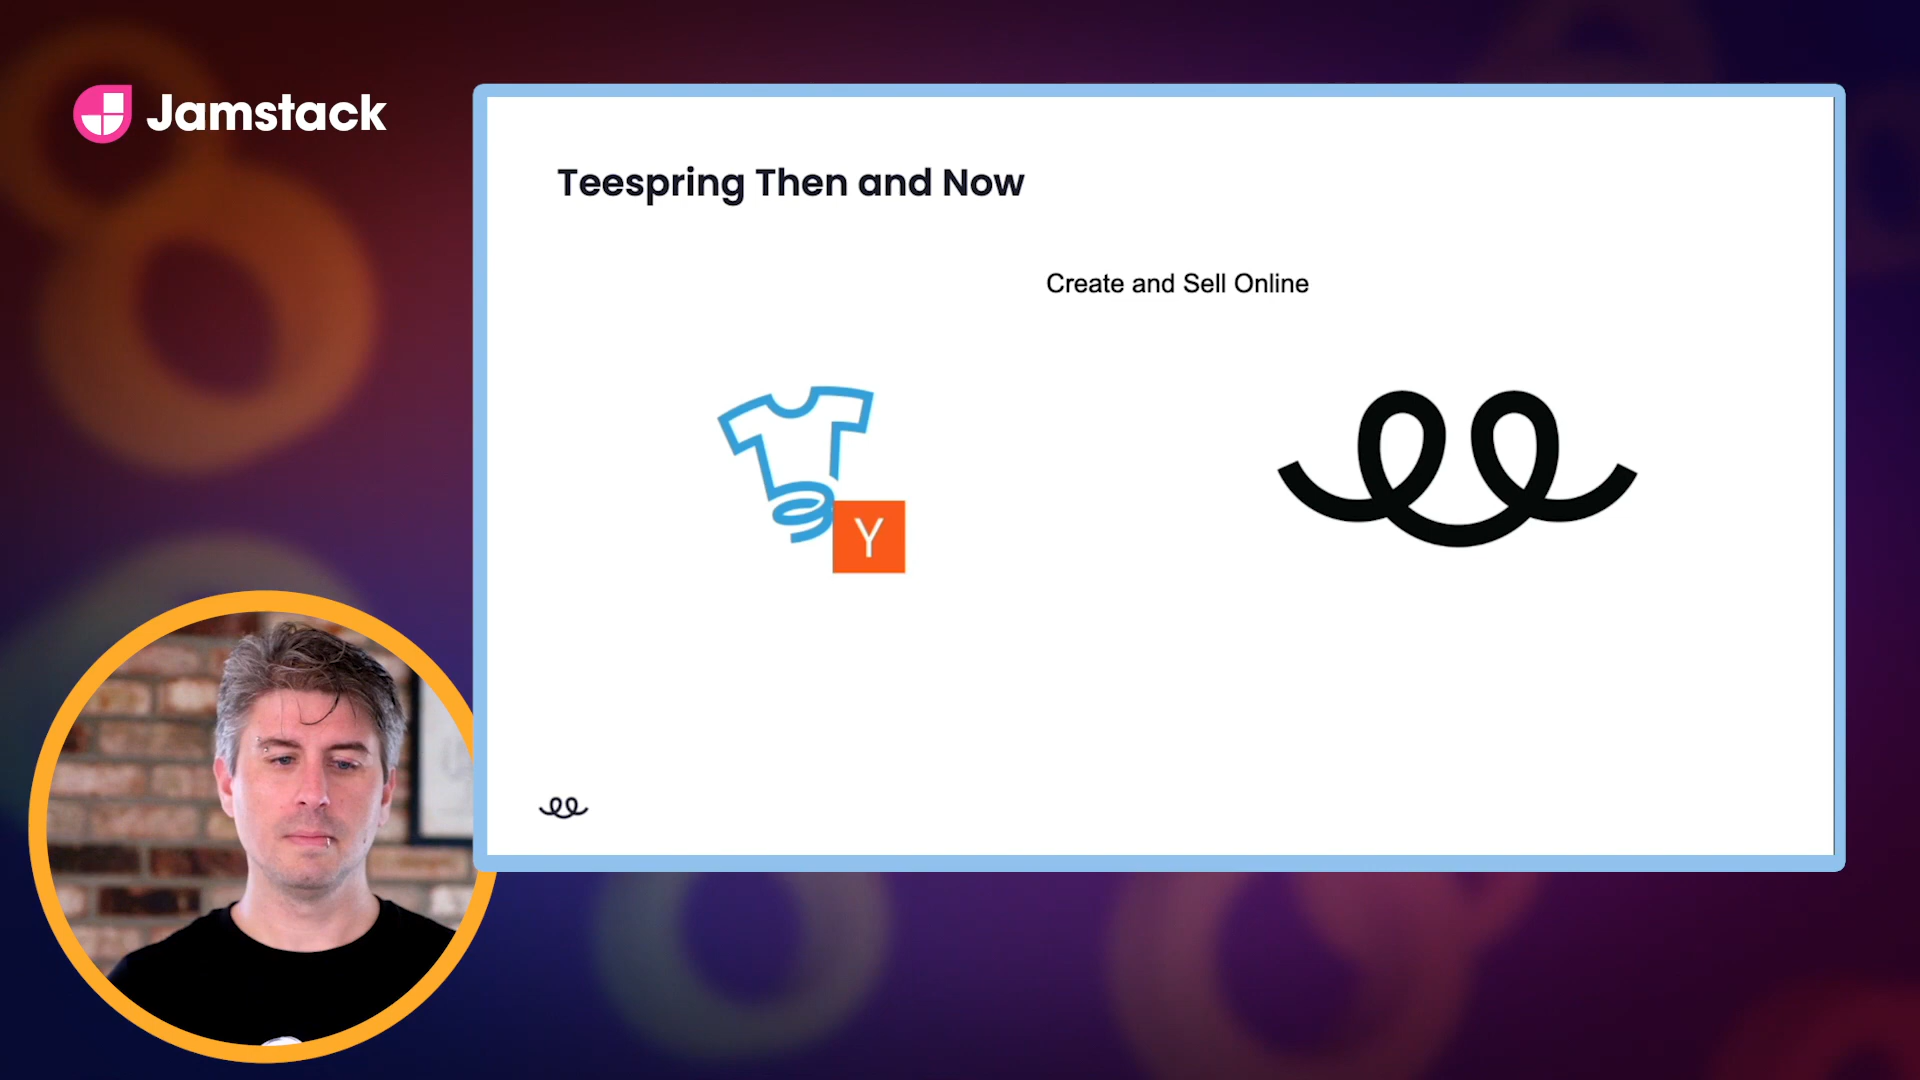 Jamstack
Teespring Then and Now
Create and Sell Online
Y